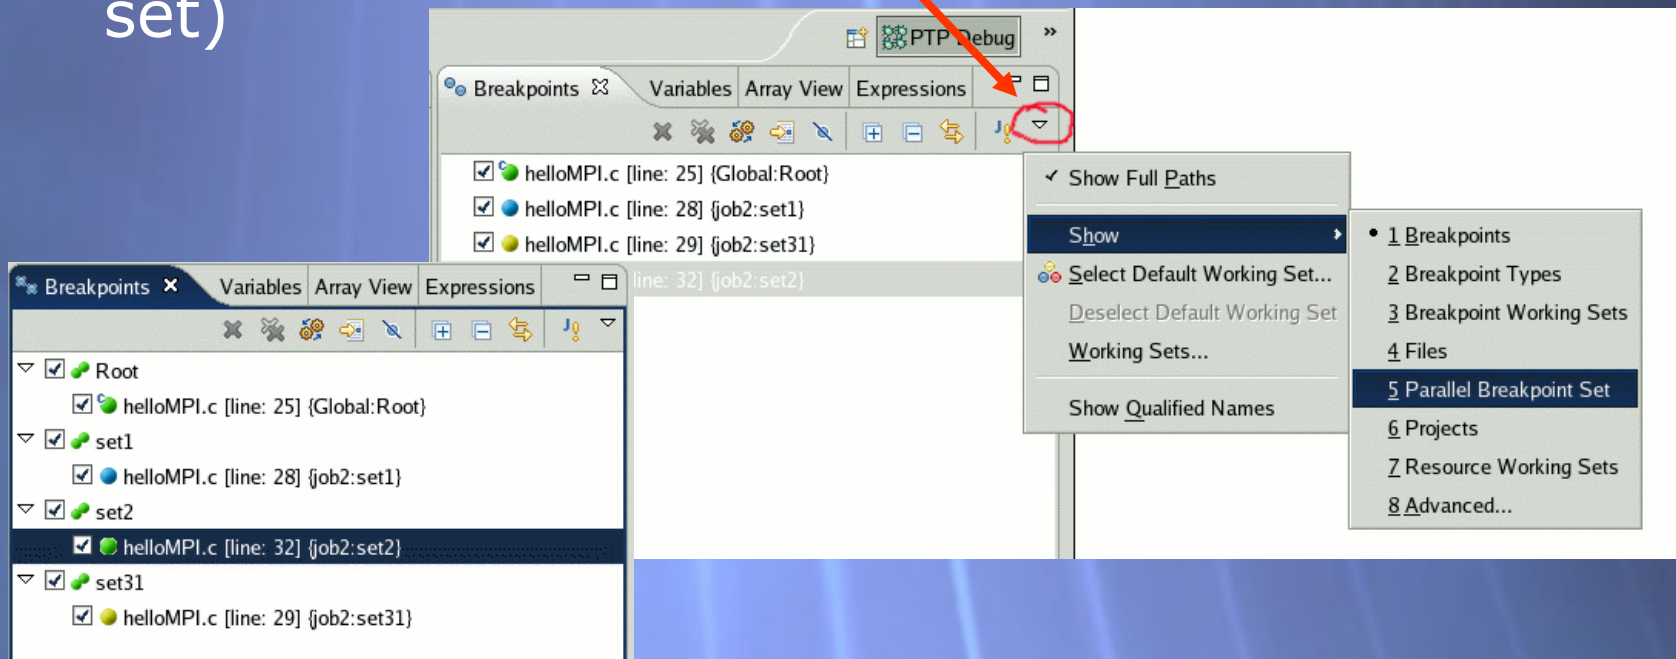 set)
PTP Debug »
Breakpoints Variables Array View Expressions
helloMPI.c [line: 25] {Global:Root}
helloMPI.c [line: 28] {job2:set1}
helloMPI.c [line: 29] {job2:set31}
line: 32] {job2:set2}
Show Full Paths
Show
Select Default Working Set...
Deselect Default Working Set
Working Sets...
Show Qualified Names
1 Breakpoints
2 Breakpoint Types
3 Breakpoint Working Sets
4 Files
5 Parallel Breakpoint Set
6 Projects
7 Resource Working Sets
8 Advanced...
Breakpoints Variables Array View Expressions
Root
helloMPI.c [line: 25] {Global:Root}
set1
helloMPI.c [line: 28] {job2:set1}
set2
helloMPI.c [line: 32] {job2:set2}
set31
helloMPI.c [line: 29] {job2:set31}